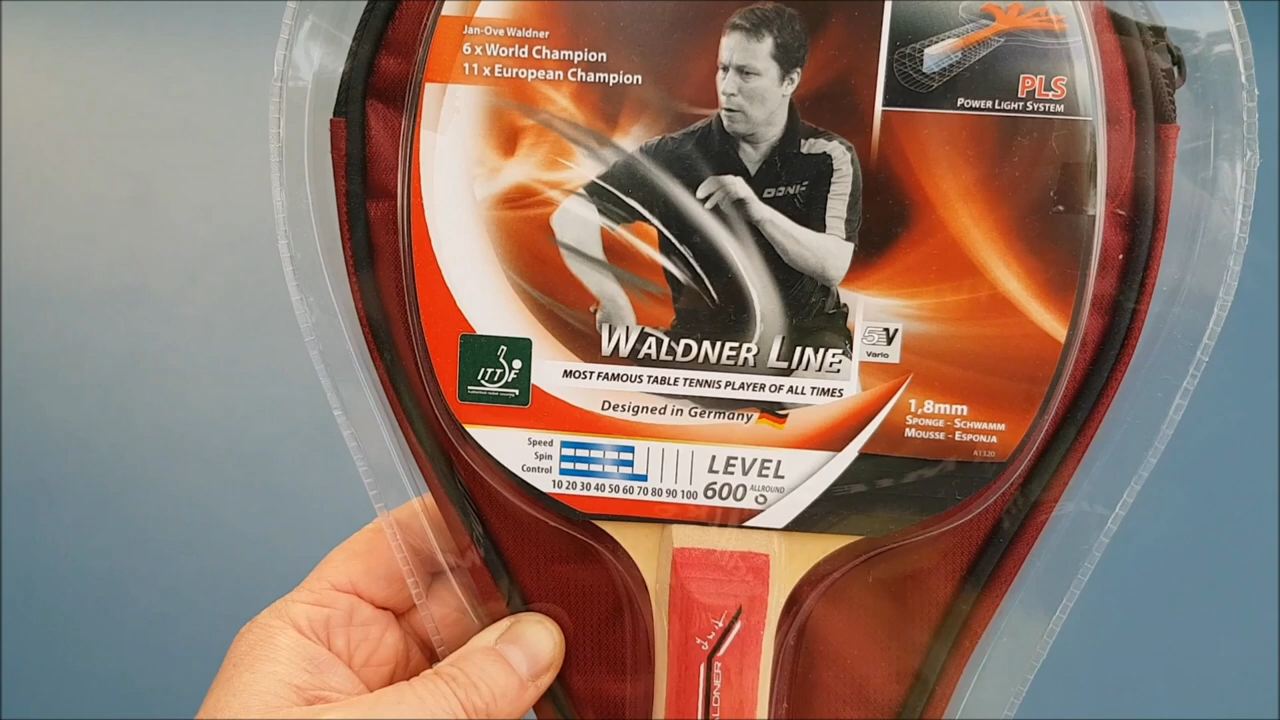 Jan-Ove Waldner
6 x World Champion
11 x European Champion
PLS
POWER LIGHT SYSTEM
DONIC
WALDNER LINE
5V
Vario
MOST FAMOUS TABLE TENNIS PLAYER OF ALL TIMES
ITTF
Designed in Germany
1,8mm
SPONGE - SCHWAMM
MOUSSE - ESPONJA
A1320
Speed
Spin
Control
10 20 30 40 50 60 70 80 90 100
LEVEL
600 ALLROUND
ALDNER